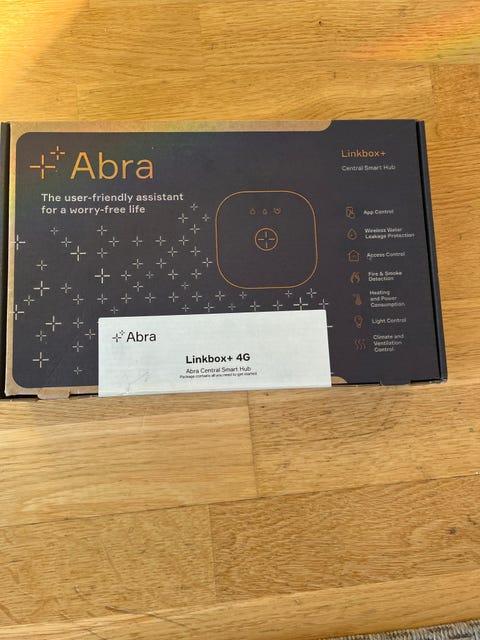 Abra
The user-friendly assistant
for a worry-free life
Linkbox+
Central Smart Hub
App Control
Wireless Water
Leakage Protection
Access Control
Fire & Smoke
Detection
Heating
and Power
Consumption
Light Control
Climate and
Ventilation
Control
Abra
Linkbox+ 4G
Abra Central Smart Hub
Package contains all you need to get started